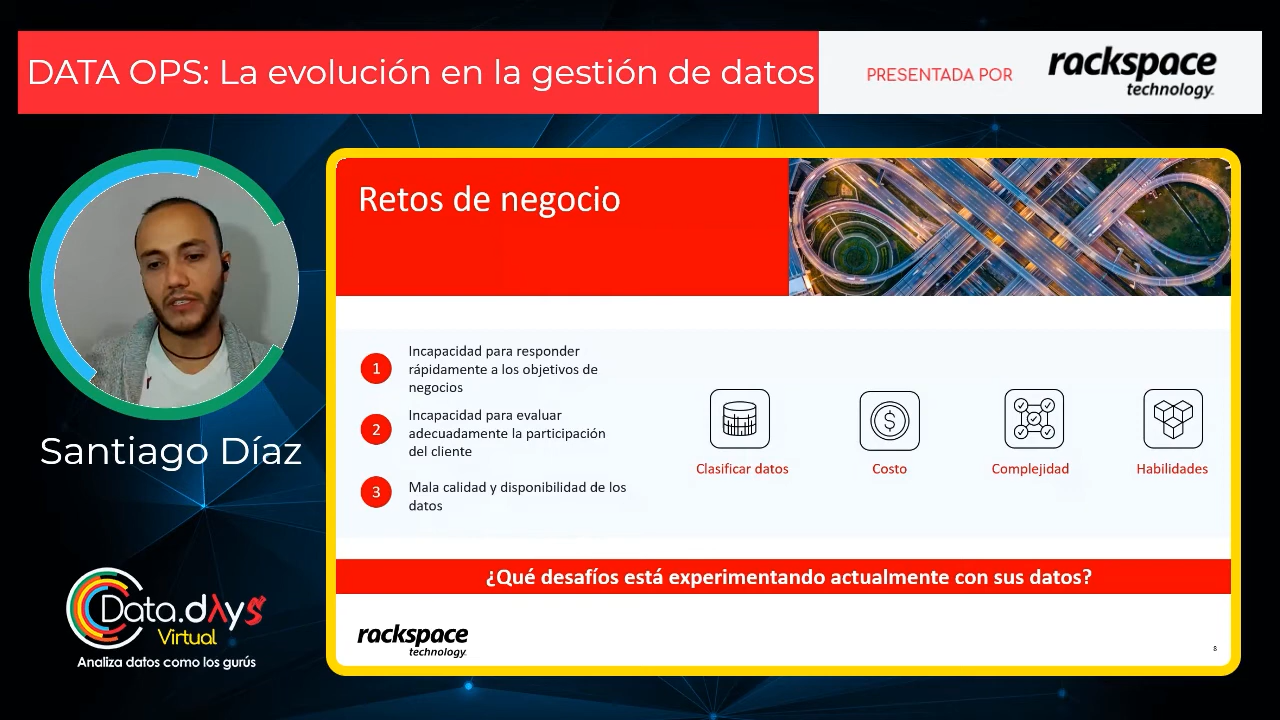 DATA OPS: La evolución en la gestión de datos
PRESENTADA POR
rackspace
technology.
Retos de negocio
1
Incapacidad para responder
rápidamente a los objetivos de
negocios
2
Incapacidad para evaluar
adecuadamente la participación
del cliente
3
Mala calidad y disponibilidad de los
datos
Clasificar datos
Costo
Complejidad
Habilidades
¿Qué desafíos está experimentando actualmente con sus datos?
rackspace
technology.
8
Santiago Díaz
Data.dAys
Virtual
Analiza datos como los gurús